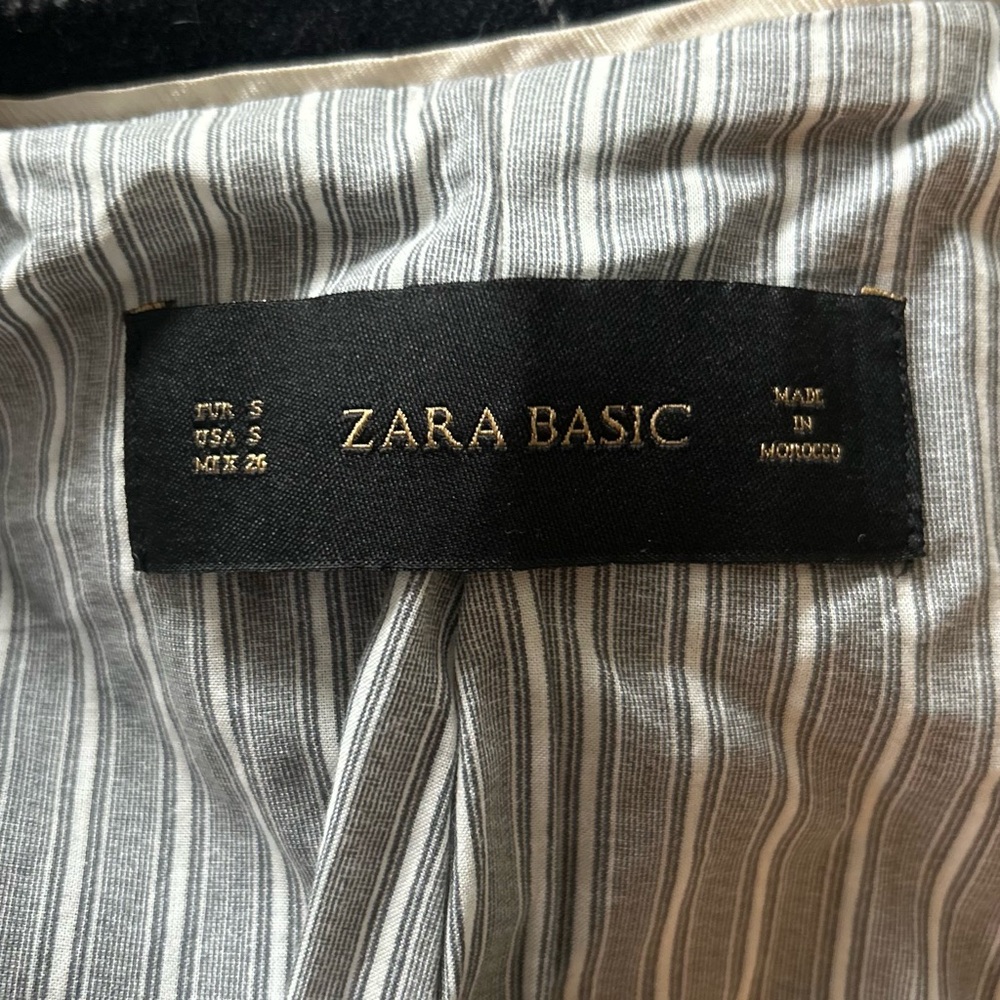 EUR S
USA S
MEX 26
ZARA BASIC
MADE
IN
MOROCCO